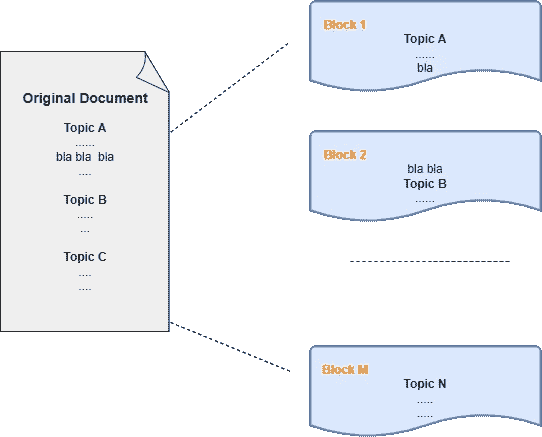 Original Document
Topic A
......
bla bla  bla
....
Topic B
.....
...
Topic C
....
....
Block 1
Topic A
......
bla
Block 2
bla bla
Topic B
......
Block M
Topic N
.....
.....